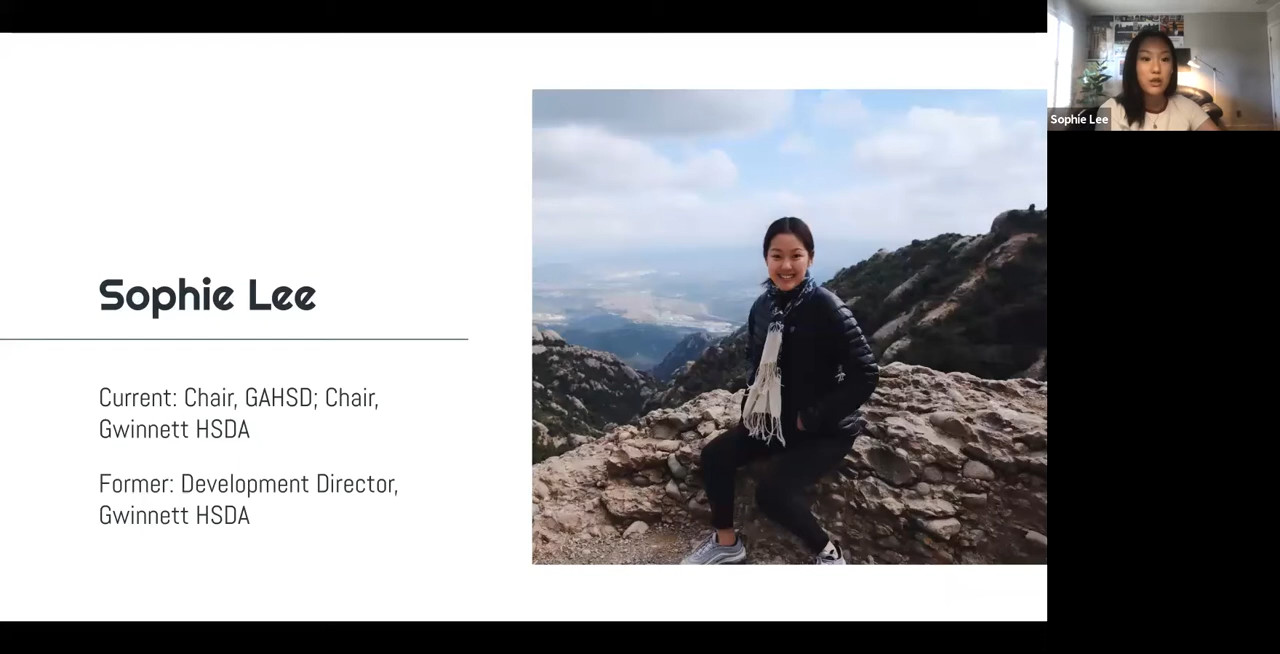 Sophie Lee
Current: Chair, GAHSD; Chair,
Gwinnett HSDA
Former: Development Director,
Gwinnett HSDA
Sophie Lee